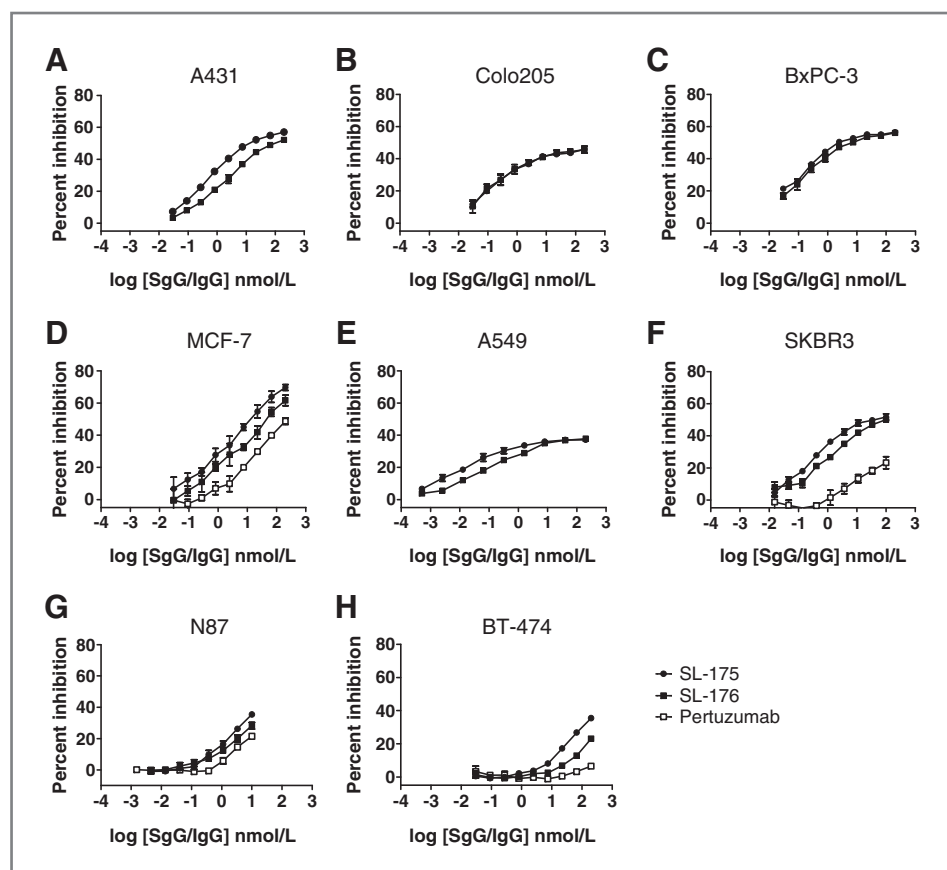 A
A431
Percent inhibition
80
60
40
20
0
-4 -3 -2 -1 0 1 2 3
log [SgG/IgG] nmol/L
B
Colo205
Percent inhibition
80
60
40
20
0
-4 -3 -2 -1 0 1 2 3
log [SgG/IgG] nmol/L
C
BxPC-3
Percent inhibition
80
60
40
20
0
-4 -3 -2 -1 0 1 2 3
log [SgG/IgG] nmol/L
D
MCF-7
Percent inhibition
80
60
40
20
0
-4 -3 -2 -1 0 1 2 3
log [SgG/IgG] nmol/L
E
A549
Percent inhibition
80
60
40
20
0
-4 -3 -2 -1 0 1 2 3
log [SgG/IgG] nmol/L
F
SKBR3
Percent inhibition
80
60
40
20
0
-4 -3 -2 -1 0 1 2 3
log [SgG/IgG] nmol/L
G
N87
Percent inhibition
80
60
40
20
0
-4 -3 -2 -1 0 1 2 3
log [SgG/IgG] nmol/L
H
BT-474
Percent inhibition
80
60
40
20
0
-4 -3 -2 -1 0 1 2 3
log [SgG/IgG] nmol/L
SL-175
SL-176
Pertuzumab